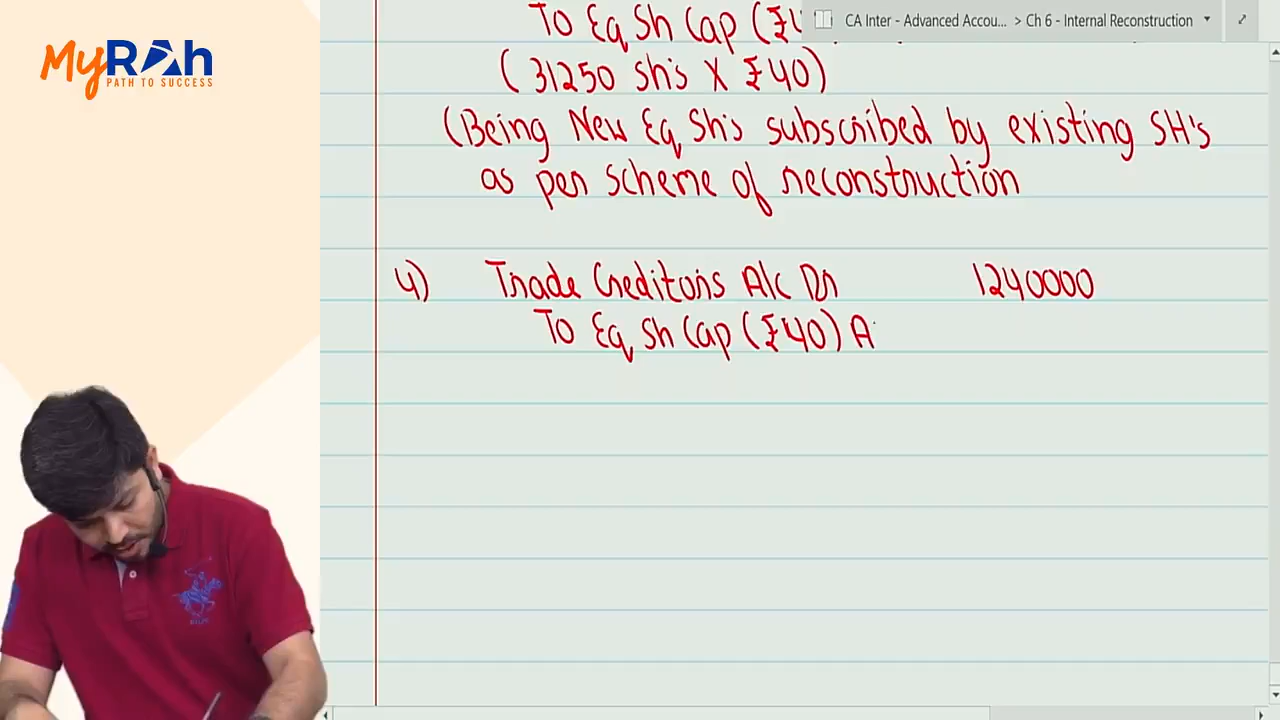 MyRAh
PATH TO SUCCESS
CA Inter - Advanced Accou... > Ch 6 - Internal Reconstruction
To Eq Sh Cap (₹4
(31250 Sh's X ₹40)
(Being New Eq Sh's subscribed by existing SH's
as per scheme of reconstruction
4) Trade Creditors A/c Dr 1240000
To Eq Sh Cap (₹40) A